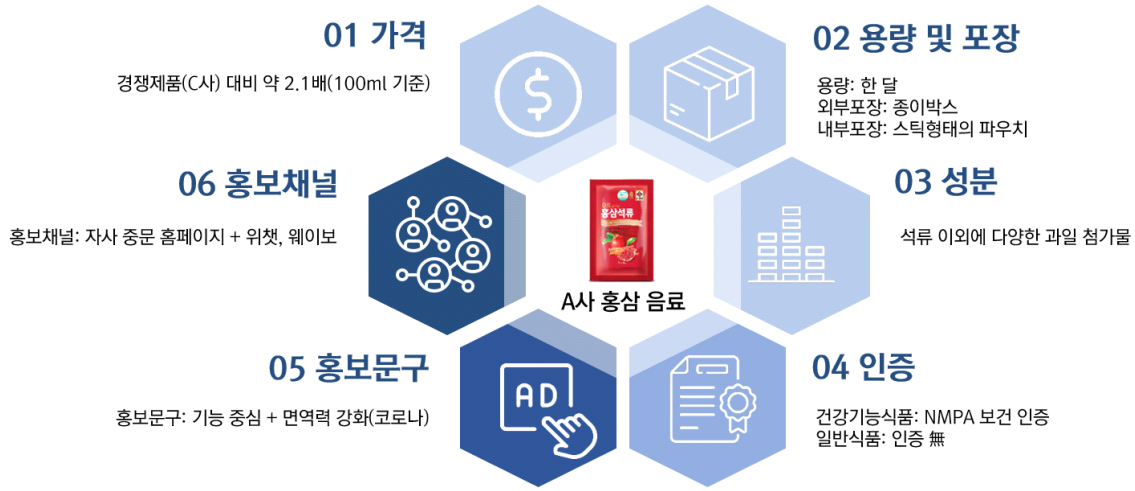 01 가격
경쟁제품(C사) 대비 약 2.1배(100ml 기준)
02 용량 및 포장
용량: 한 달
외부포장: 종이박스
내부포장: 스틱형태의 파우치
03 성분
석류 이외에 다양한 과일 첨가물
04 인증
건강기능식품: NMPA 보건 인증
일반식품: 인증 無
05 홍보문구
홍보문구: 기능 중심 + 면역력 강화(코로나)
AD
06 홍보채널
홍보채널: 자사 중문 홈페이지 + 위챗, 웨이보
홍삼석류
A사 홍삼 음료